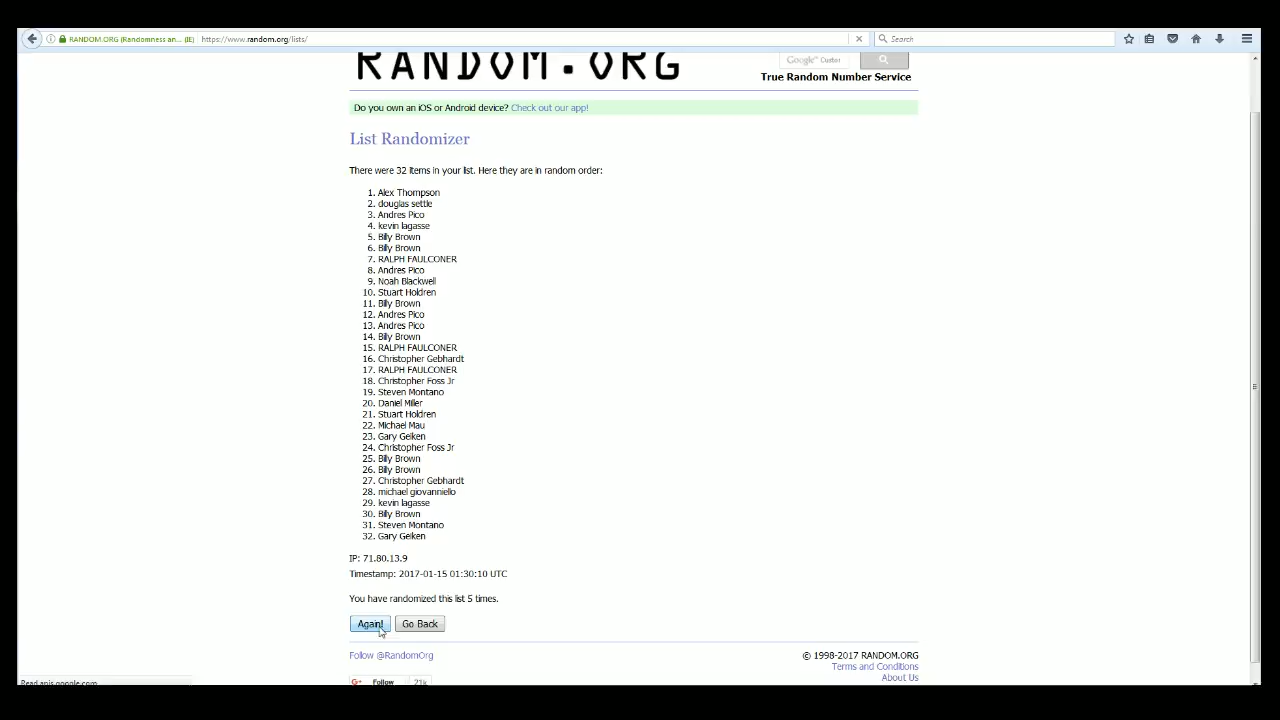 RANDOM.ORG (Randomness an... (IE) https://www.random.org/lists/
Search
RANDOM.ORG
Google™ Custor
True Random Number Service
Do you own an iOS or Android device? Check out our app!
List Randomizer
There were 32 items in your list. Here they are in random order:
1. Alex Thompson
2. douglas settle
3. Andres Pico
4. kevin lagasse
5. Billy Brown
6. Billy Brown
7. RALPH FAULCONER
8. Andres Pico
9. Noah Blackwell
10. Stuart Holdren
11. Billy Brown
12. Andres Pico
13. Andres Pico
14. Billy Brown
15. RALPH FAULCONER
16. Christopher Gebhardt
17. RALPH FAULCONER
18. Christopher Foss Jr
19. Steven Montano
20. Daniel Miller
21. Stuart Holdren
22. Michael Mau
23. Gary Geiken
24. Christopher Foss Jr
25. Billy Brown
26. Billy Brown
27. Christopher Gebhardt
28. michael giovanniello
29. kevin lagasse
30. Billy Brown
31. Steven Montano
32. Gary Geiken
IP: 71.80.13.9
Timestamp: 2017-01-15 01:30:10 UTC
You have randomized this list 5 times.
Again! Go Back
Follow @RandomOrg
© 1998-2017 RANDOM.ORG
Terms and Conditions
About Us
G+ Follow 21k
Read apis.google.com